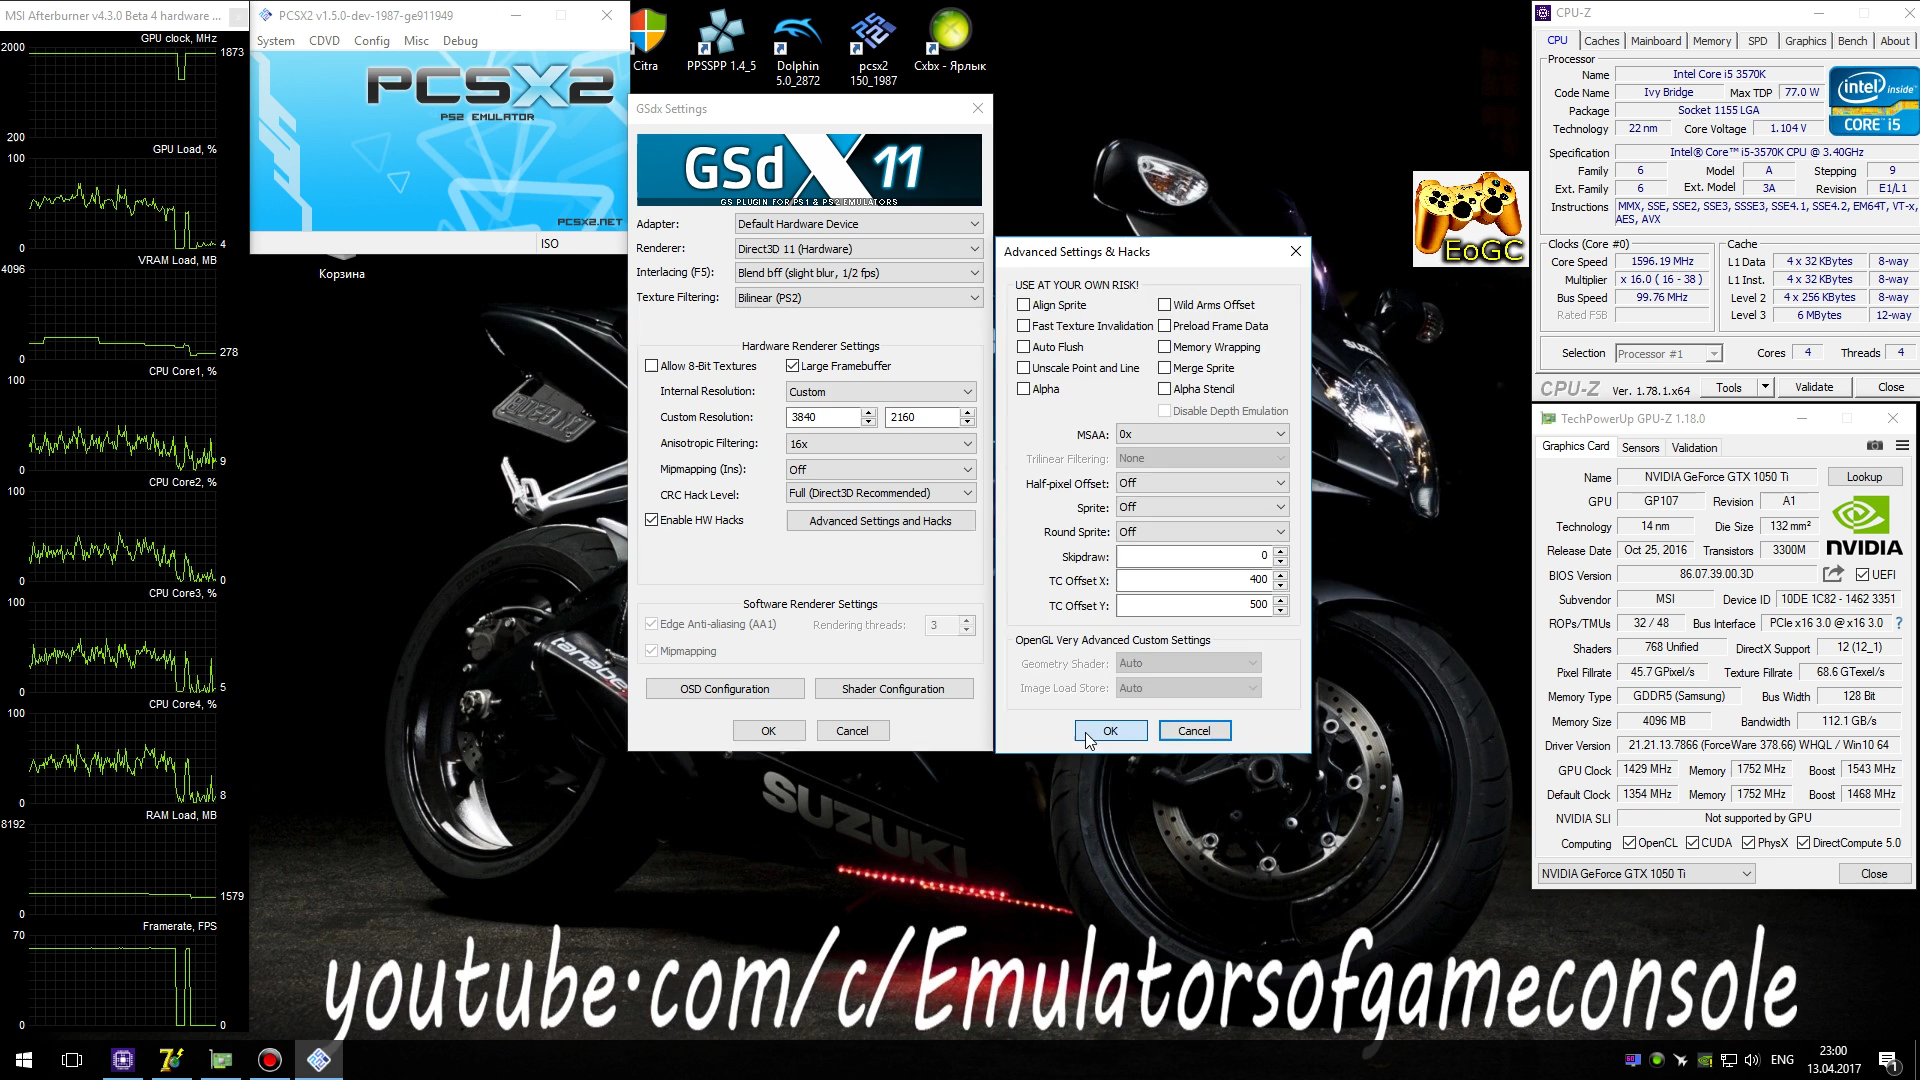 MSI Afterburner v4.3.0 Beta 4 hardware ...
GPU clock, MHz
2000
1873
200
GPU Load, %
100
0
4
VRAM Load, MB
4096
0
278
CPU Core1, %
100
0
9
CPU Core2, %
100
0
0
CPU Core3, %
100
0
5
CPU Core4, %
100
0
8
RAM Load, MB
8192
0
1579
Framerate, FPS
70
0
0
PCSX2 v1.5.0-dev-1987-ge911949
System CDVD Config Misc Debug
PCSX2
PS2 EMULATOR
PCSX2.NET
ISO
Корзина
Citra
PPSSPP 1.4_5
Dolphin
5.0_2872
pcsx2
150_1987
Cxbx - Ярлык
GSdx Settings
GSdX 11
GS PLUGIN FOR PS1 & PS2 EMULATORS
Adapter: Default Hardware Device
Renderer: Direct3D 11 (Hardware)
Interlacing (F5): Blend bff (slight blur, 1/2 fps)
Texture Filtering: Bilinear (PS2)
Hardware Renderer Settings
Allow 8-Bit Textures Large Framebuffer
Internal Resolution: Custom
Custom Resolution: 3840 2160
Anisotropic Filtering: 16x
Mipmapping (Ins): Off
CRC Hack Level: Full (Direct3D Recommended)
Enable HW Hacks Advanced Settings and Hacks
Software Renderer Settings
Edge Anti-aliasing (AA1) Rendering threads: 3
Mipmapping
OSD Configuration Shader Configuration
OK Cancel
Advanced Settings & Hacks
USE AT YOUR OWN RISK!
Align Sprite Wild Arms Offset
Fast Texture Invalidation Preload Frame Data
Auto Flush Memory Wrapping
Unscale Point and Line Merge Sprite
Alpha Alpha Stencil
Disable Depth Emulation
MSAA: 0x
Trilinear Filtering: None
Half-pixel Offset: Off
Sprite: Off
Round Sprite: Off
Skipdraw: 0
TC Offset X: 400
TC Offset Y: 500
OpenGL Very Advanced Custom Settings
Geometry Shader: Auto
Image Load Store: Auto
OK Cancel
EoGC
CPU-Z
CPU Caches Mainboard Memory SPD Graphics Bench About
Processor
Name Intel Core i5 3570K
Code Name Ivy Bridge Max TDP 77.0 W
Package Socket 1155 LGA
Technology 22 nm Core Voltage 1.104 V
intel inside™
CORE i5
Specification Intel® Core™ i5-3570K CPU @ 3.40GHz
Family 6 Model A Stepping 9
Ext. Family 6 Ext. Model 3A Revision E1/L1
Instructions MMX, SSE, SSE2, SSE3, SSSE3, SSE4.1, SSE4.2, EM64T, VT-x,
AES, AVX
Clocks (Core #0)
Core Speed 1596.19 MHz
Multiplier x 16.0 ( 16 - 38 )
Bus Speed 99.76 MHz
Rated FSB
Cache
L1 Data 4 x 32 KBytes 8-way
L1 Inst. 4 x 32 KBytes 8-way
Level 2 4 x 256 KBytes 8-way
Level 3 6 MBytes 12-way
Selection Processor #1 Cores 4 Threads 4
CPU-Z Ver. 1.78.1.x64 Tools Validate Close
TechPowerUp GPU-Z 1.18.0
Graphics Card Sensors Validation
Name NVIDIA GeForce GTX 1050 Ti Lookup
GPU GP107 Revision A1
Technology 14 nm Die Size 132 mm²
Release Date Oct 25, 2016 Transistors 3300M
NVIDIA
BIOS Version 86.07.39.00.3D UEFI
Subvendor MSI Device ID 10DE 1C82 - 1462 3351
ROPs/TMUs 32 / 48 Bus Interface PCIe x16 3.0 @ x16 3.0 ?
Shaders 768 Unified DirectX Support 12 (12_1)
Pixel Fillrate 45.7 GPixel/s Texture Fillrate 68.6 GTexel/s
Memory Type GDDR5 (Samsung) Bus Width 128 Bit
Memory Size 4096 MB Bandwidth 112.1 GB/s
Driver Version 21.21.13.7866 (ForceWare 378.66) WHQL / Win10 64
GPU Clock 1429 MHz Memory 1752 MHz Boost 1543 MHz
Default Clock 1354 MHz Memory 1752 MHz Boost 1468 MHz
NVIDIA SLI Not supported by GPU
Computing OpenCL CUDA PhysX DirectCompute 5.0
NVIDIA GeForce GTX 1050 Ti Close
SUZUKI
youtube.com/c/Emulatorsofgameconsole
ENG
23:00
13.04.2017
1